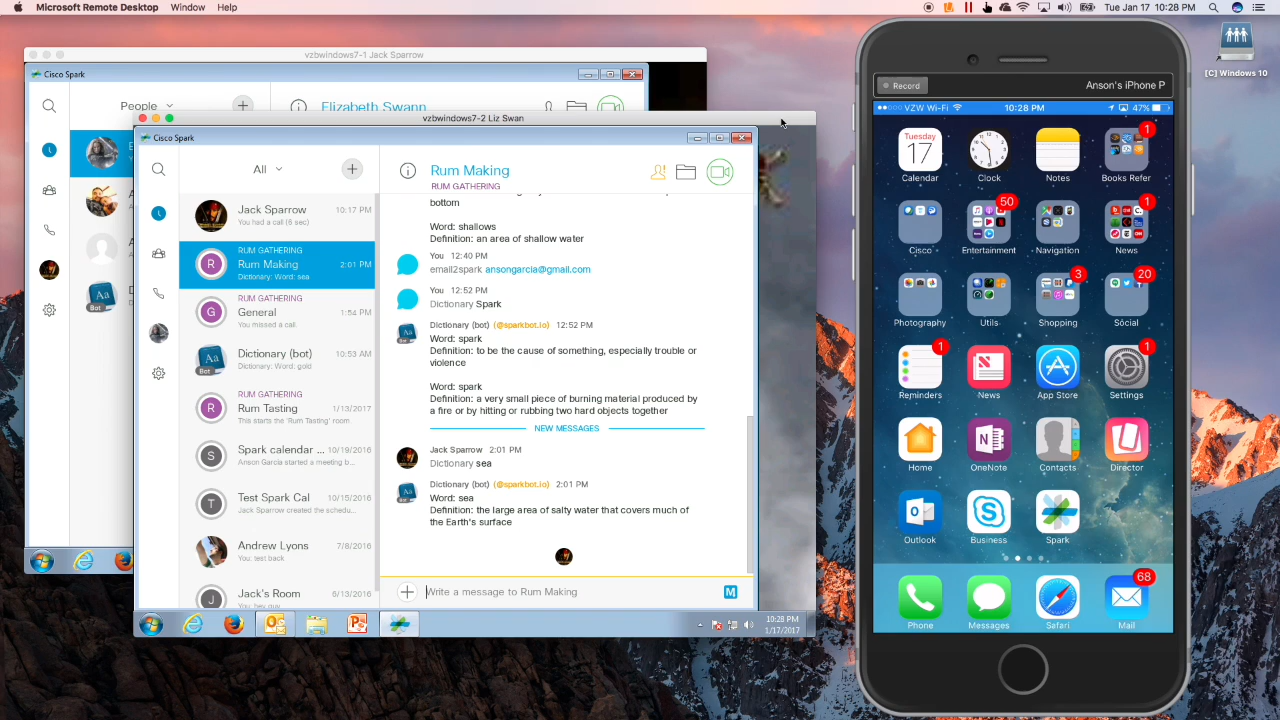 Microsoft Remote Desktop Window Help
Tue Jan 17 10:28 PM
vzbwindows7-1 Jack Sparrow
Cisco Spark
People
Elizabeth Swann
vzbwindows7-2 Liz Swan
Cisco Spark
All
Jack Sparrow 10:17 PM
You had a call (6 sec)
RUM GATHERING
R
Rum Making 2:01 PM
Dictionary: Word: sea
RUM GATHERING
R
General 1:54 PM
You missed a call.
Aa
Bot
Dictionary (bot) 10:53 AM
Dictionary: Word: gold
RUM GATHERING
R
Rum Tasting 1/13/2017
This starts the 'Rum Tasting' room
S
Spark calendar ... 10/19/2016
Anson Garcia started a meeting b...
T
Test Spark Cal 10/15/2016
Jack Sparrow created the schedu...
Andrew Lyons 7/8/2016
You: test back
J
Jack's Room 6/13/2016
You: hey guy
Rum Making
RUM GATHERING
bottom
Word: shallows
Definition: an area of shallow water
You 12:40 PM
email2spark ansongarcia@gmail.com
You 12:52 PM
Dictionary Spark
Dictionary (bot) (@sparkbot.io) 12:52 PM
Word: spark
Definition: to be the cause of something, especially trouble or
violence
Word: spark
Definition: a very small piece of burning material produced by
a fire or by hitting or rubbing two hard objects together
NEW MESSAGES
Jack Sparrow 2:01 PM
Dictionary sea
Dictionary (bot) (@sparkbot.io) 2:01 PM
Word: sea
Definition: the large area of salty water that covers much of
the Earth's surface
Write a message to Rum Making
M
10:28 PM
1/17/2017
[C] Windows 10
Record
Anson's iPhone P
VZW Wi-Fi 10:28 PM 47%
Tuesday
17
1
Calendar Clock Notes Books Refer
50 1
Cisco Entertainment Navigation News
3 20
Photography Utils Shopping Social
1 1
Reminders News App Store Settings
Home OneNote Contacts Director
Outlook Business Spark
68
Phone Messages Safari Mail